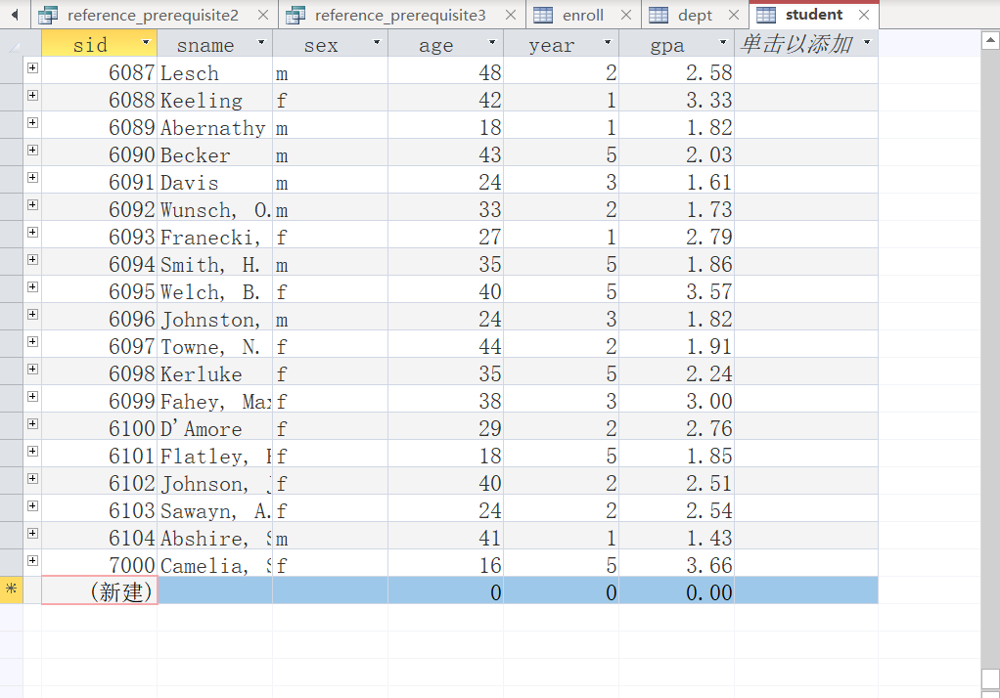 reference_prerequisite2 reference_prerequisite3 enroll dept student
sid sname sex age year gpa 单击以添加
6087 Lesch m 48 2 2.58
6088 Keeling f 42 1 3.33
6089 Abernathy m 18 1 1.82
6090 Becker m 43 5 2.03
6091 Davis m 24 3 1.61
6092 Wunsch, O. m 33 2 1.73
6093 Franecki, f 27 1 2.79
6094 Smith, H. m 35 5 1.86
6095 Welch, B. f 40 5 3.57
6096 Johnston, m 24 3 1.82
6097 Towne, N. f 44 2 1.91
6098 Kerluke f 35 5 2.24
6099 Fahey, Max f 38 3 3.00
6100 D'Amore f 29 2 2.76
6101 Flatley, f 18 5 1.85
6102 Johnson, f 40 2 2.51
6103 Sawayn, A. f 24 2 2.54
6104 Abshire, m 41 1 1.43
7000 Camelia, f 16 5 3.66
(新建) 0 0 0.00